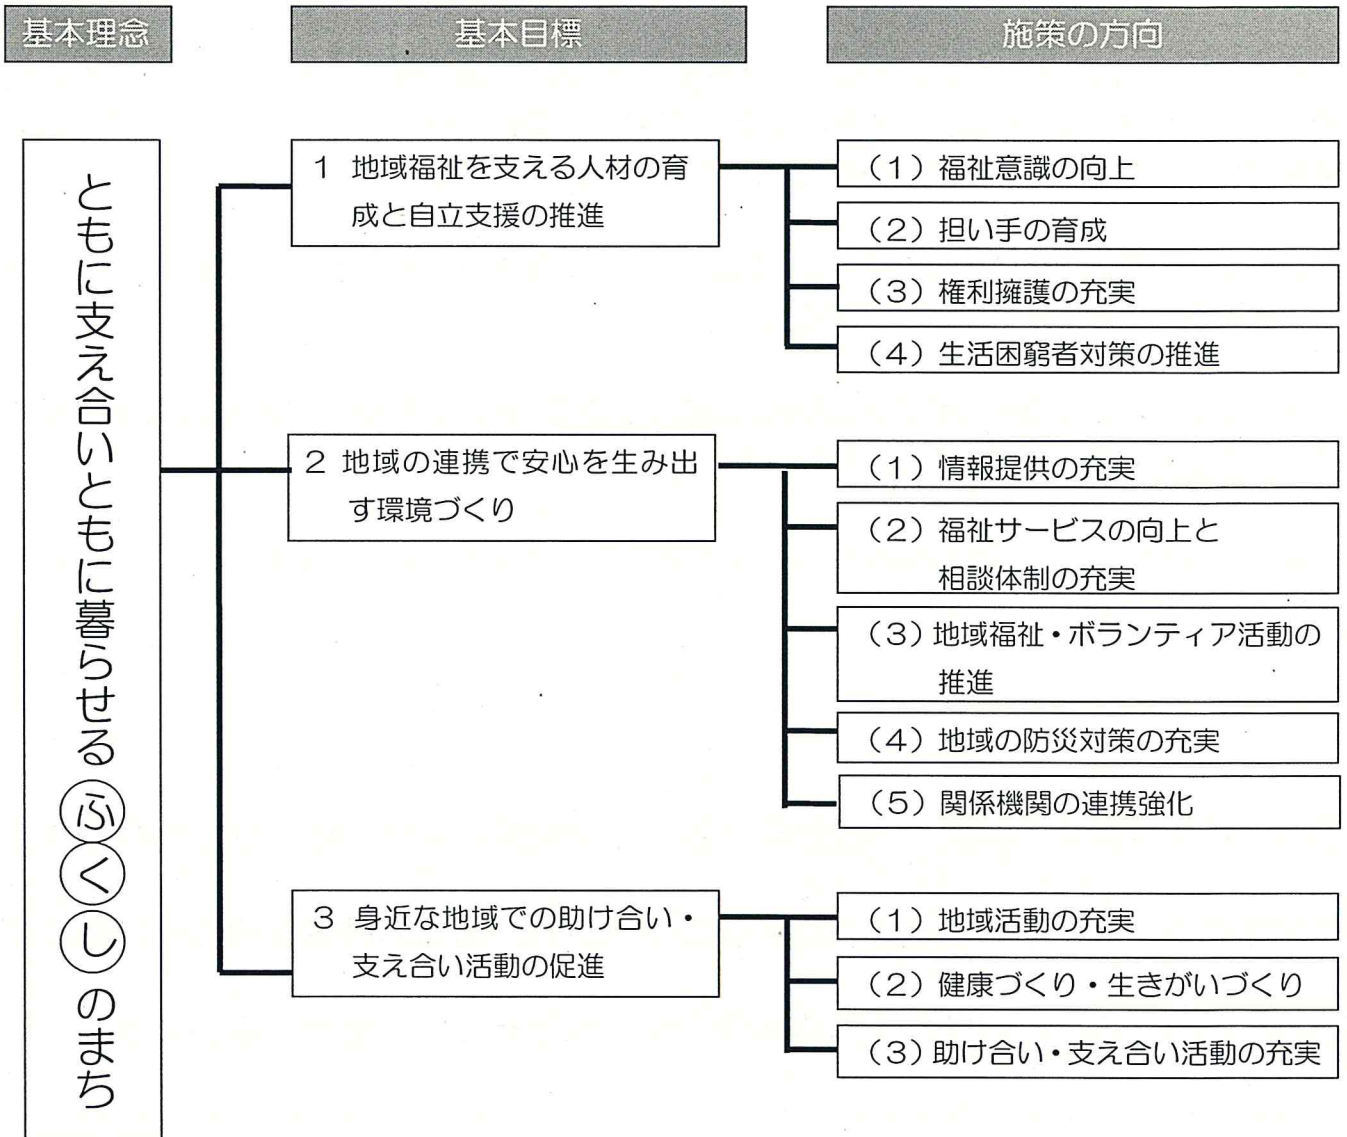 基本理念
基本目標
施策の方向
ともに支え合いともに暮らせるふくしのまち
1 地域福祉を支える人材の育
成と自立支援の推進
(1)福祉意識の向上
(2)担い手の育成
(3)権利擁護の充実
(4)生活困窮者対策の推進
2 地域の連携で安心を生み出
す環境づくり
(1)情報提供の充実
(2)福祉サービスの向上と
相談体制の充実
(3)地域福祉・ボランティア活動の
推進
(4)地域の防災対策の充実
(5)関係機関の連携強化
3 身近な地域での助け合い・
支え合い活動の促進
(1)地域活動の充実
(2)健康づくり・生きがいづくり
(3)助け合い・支え合い活動の充実